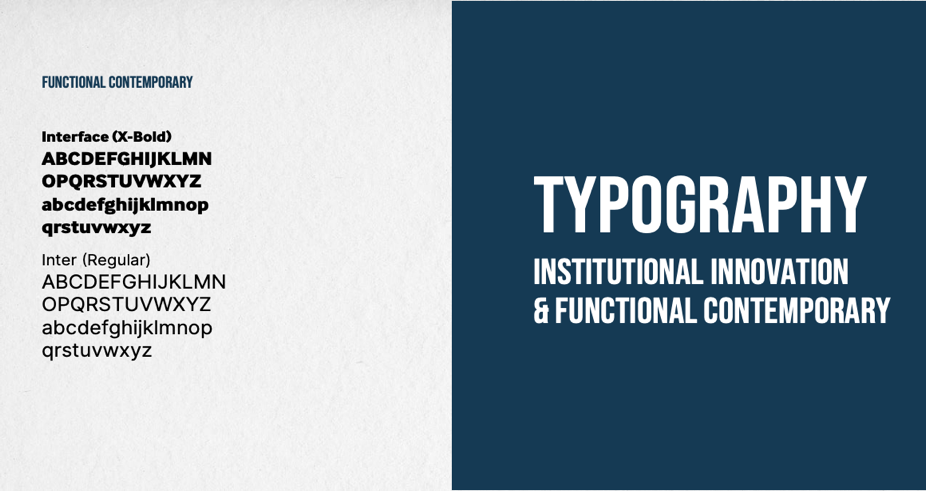 FUNCTIONAL CONTEMPORARY
Interface (X-Bold)
ABCDEFGHIJKLMN
OPQRSTUVWXYZ
abcdefghijklmnop
qrstuvwxyz
Inter (Regular)
ABCDEFGHIJKLMN
OPQRSTUVWXYZ
abcdefghijklmnop
qrstuvwxyz
TYPOGRAPHY
INSTITUTIONAL INNOVATION
& FUNCTIONAL CONTEMPORARY